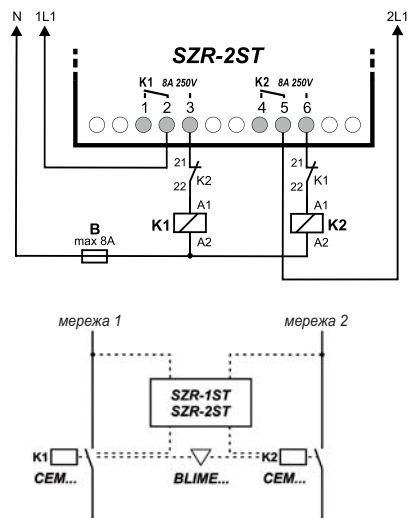 N 1L1 2L1
SZR-2ST
K1 8A 250V K2 8A 250V
1 2 3 4 5 6
21 21
22 K2 22 K1
A1 A1
K1 K2
A2 A2
B
max 8A
мережа 1 мережа 2
SZR-1ST
SZR-2ST
K1 K2
CEM... BLIME... CEM...